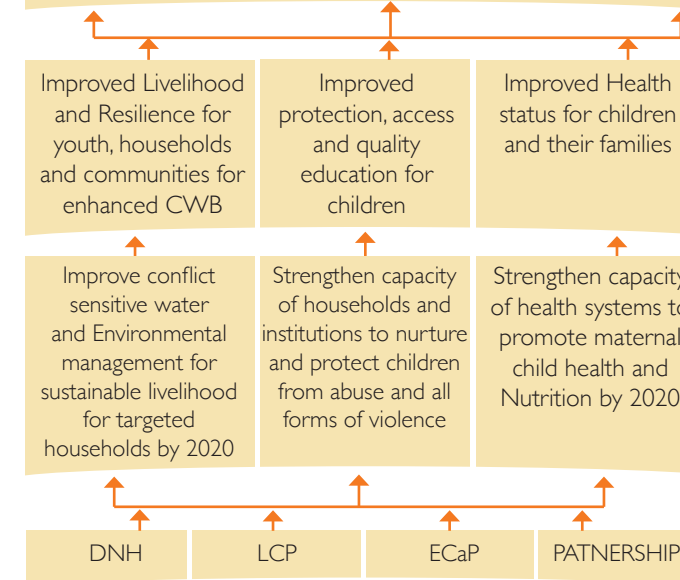 Improved Livelihood
and Resilience for
youth, households
and communities for
enhanced CWB
Improved
protection, access
and quality
education for
children
Improved Health
status for children
and their families
Improve conflict
sensitive water
and Environmental
management for
sustainable livelihood
for targeted
households by 2020
Strengthen capacity
of households and
institutions to nurture
and protect children
from abuse and all
forms of violence
Strengthen capacity
of health systems to
promote maternal
child health and
Nutrition by 2020
DNH
LCP
ECaP
PATNERSHIP